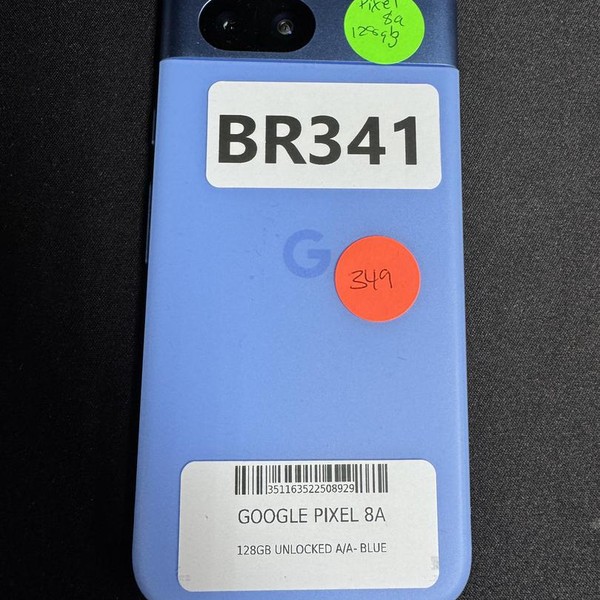 Pixel
8a
128gb
BR341
G
349
351163522508929
GOOGLE PIXEL 8A
128GB UNLOCKED A/A- BLUE